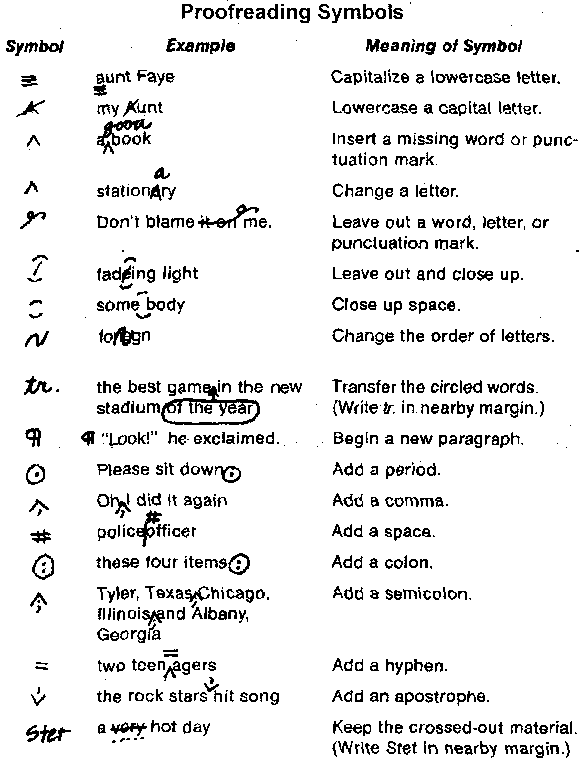 Proofreading Symbols
Symbol Example Meaning of Symbol
≡ aunt Faye Capitalize a lowercase letter.
my Aunt Lowercase a capital letter.
good
^ a^book Insert a missing word or punc-
tuation mark.
a
^ stationery Change a letter.
Don't blame it on me. Leave out a word, letter, or
punctuation mark.
fadeing light Leave out and close up.
some body Close up space.
Change the order of letters.
tr. the best game in the new Transfer the circled words.
stadium of the year (Write tr. in nearby margin.)
¶ ¶ "Look!" he exclaimed. Begin a new paragraph.
⊙ Please sit down⊙ Add a period.
Oh, I did it again Add a comma.
#
# policeofficer Add a space.
: these four items: Add a colon.
Tyler, Texas; Chicago, Add a semicolon.
Illinois; and Albany,
Georgia
= two teen=agers Add a hyphen.
the rock stars' hit song Add an apostrophe.
Stet a very hot day Keep the crossed-out material.
(Write Stet in nearby margin.)